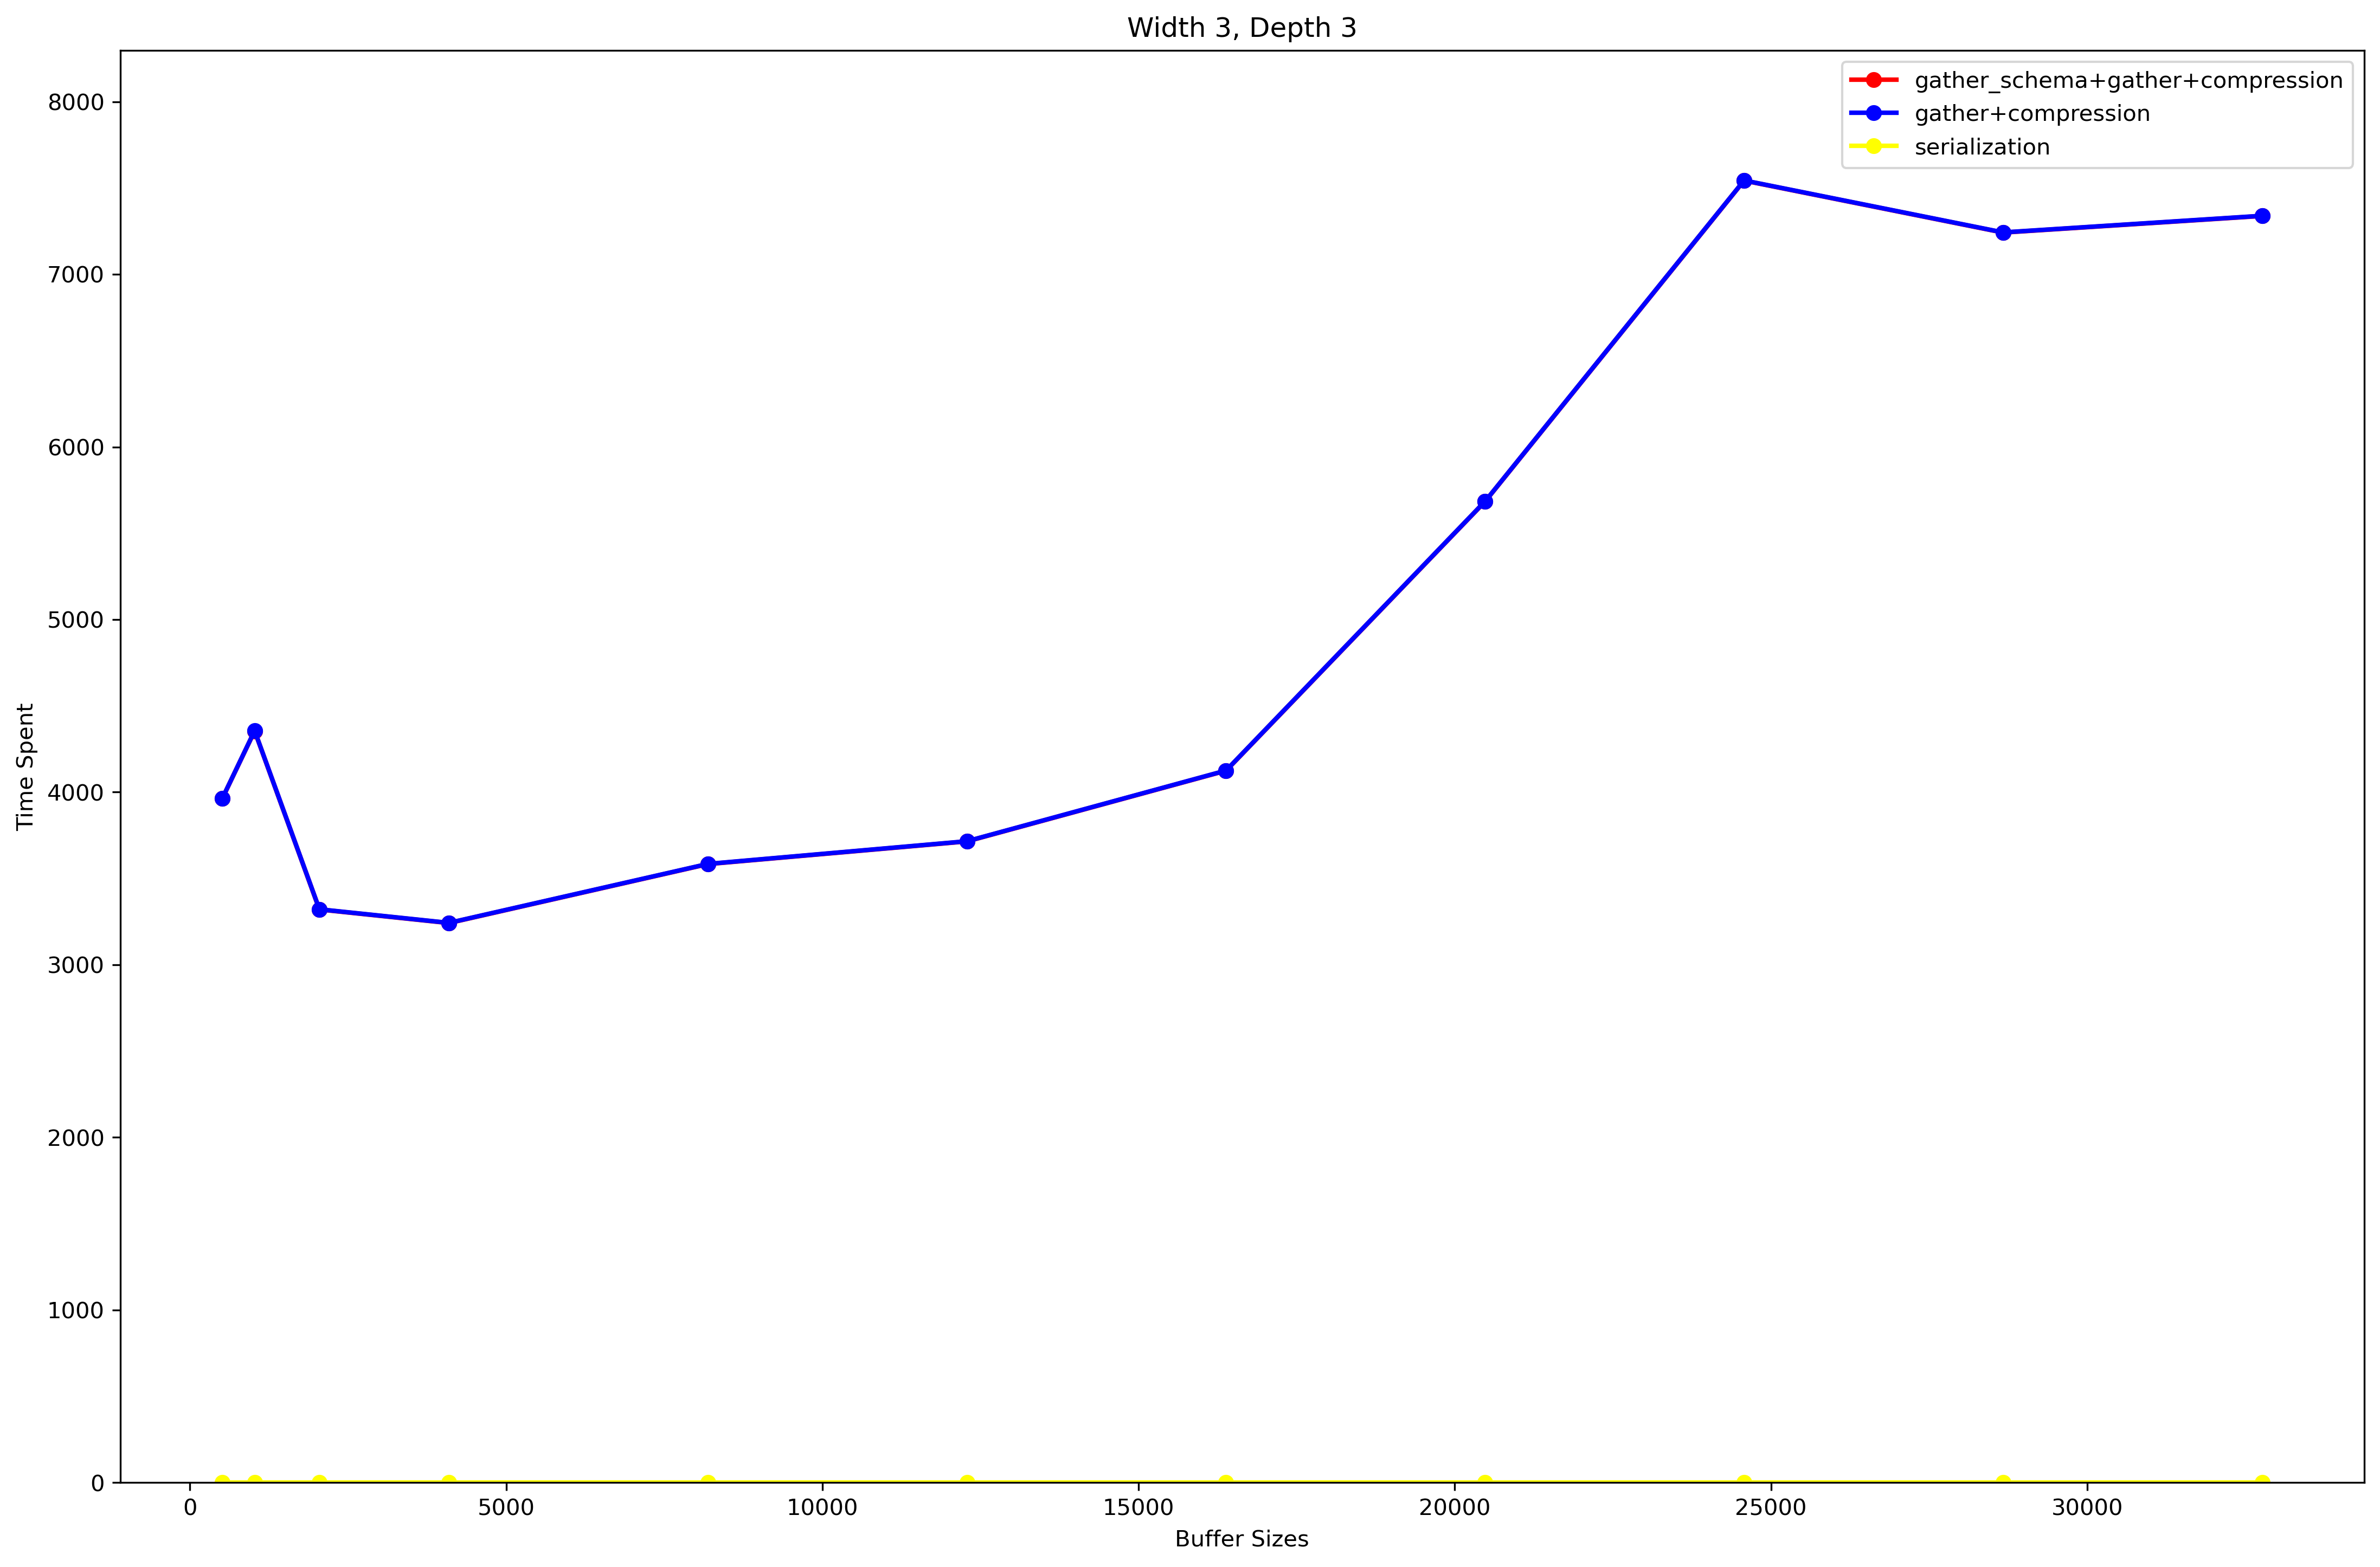 Width 3, Depth 3
gather_schema+gather+compression
gather+compression
serialization
8000
7000
6000
5000
4000
3000
2000
1000
0
Time Spent
0 5000 10000 15000 20000 25000 30000
Buffer Sizes